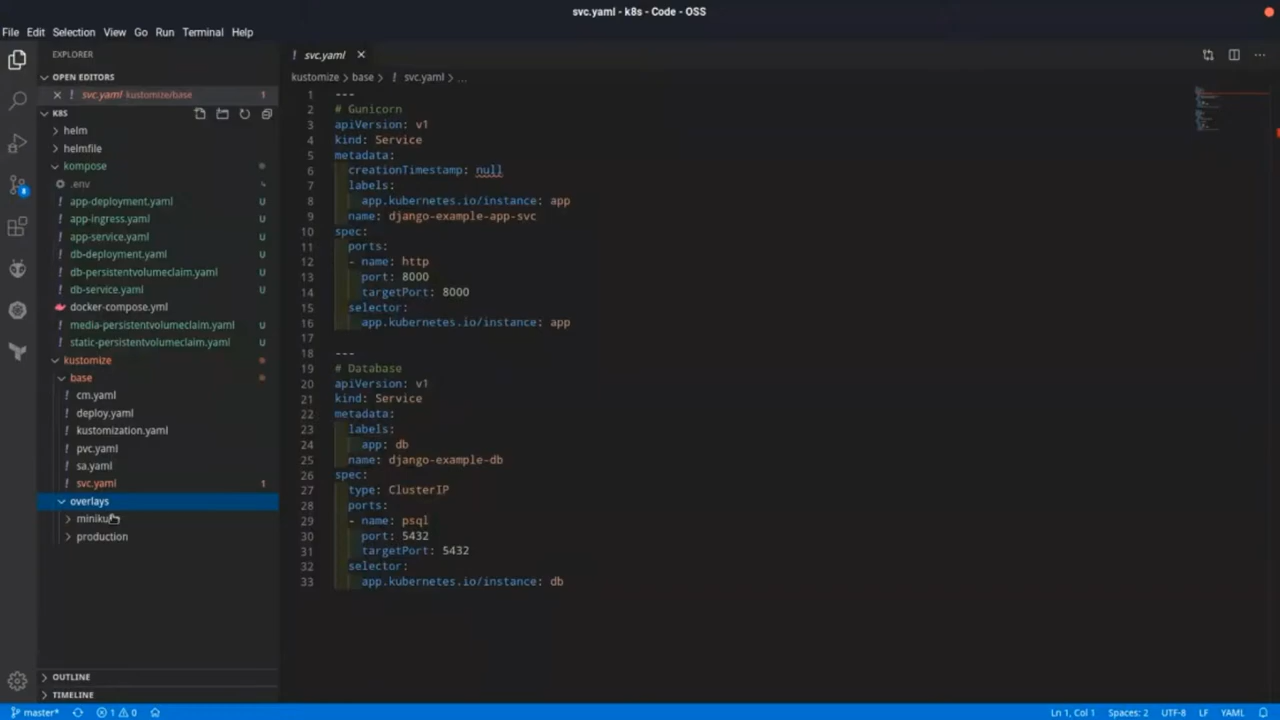 svc.yaml - k8s - Code - OSS
File Edit Selection View Go Run Terminal Help
EXPLORER
OPEN EDITORS
svc.yaml kustomize/base 1
K8S
helm
helmfile
kompose
.env
app-deployment.yaml U
app-ingress.yaml U
app-service.yaml U
db-deployment.yaml U
db-persistentvolumeclaim.yaml U
db-service.yaml U
docker-compose.yml
media-persistentvolumeclaim.yaml U
static-persistentvolumeclaim.yaml U
kustomize
base
! cm.yaml
! deploy.yaml
! kustomization.yaml
! pvc.yaml
! sa.yaml
! svc.yaml 1
overlays
production
OUTLINE
TIMELINE
8
! svc.yaml
kustomize > base > ! svc.yaml > ...
1 ---
2 # Gunicorn
3 apiVersion: v1
4 kind: Service
5 metadata:
6 creationTimestamp: null
7 labels:
8 app.kubernetes.io/instance: app
9 name: django-example-app-svc
10 spec:
11 ports:
12 - name: http
13 port: 8000
14 targetPort: 8000
15 selector:
16 app.kubernetes.io/instance: app
17
18 ---
19 # Database
20 apiVersion: v1
21 kind: Service
22 metadata:
23 labels:
24 app: db
25 name: django-example-db
26 spec:
27 type: ClusterIP
28 ports:
29 - name: psql
30 port: 5432
31 targetPort: 5432
32 selector:
33 app.kubernetes.io/instance: db
master* 1 0 Ln 1, Col 1 Spaces: 2 UTF-8 LF YAML